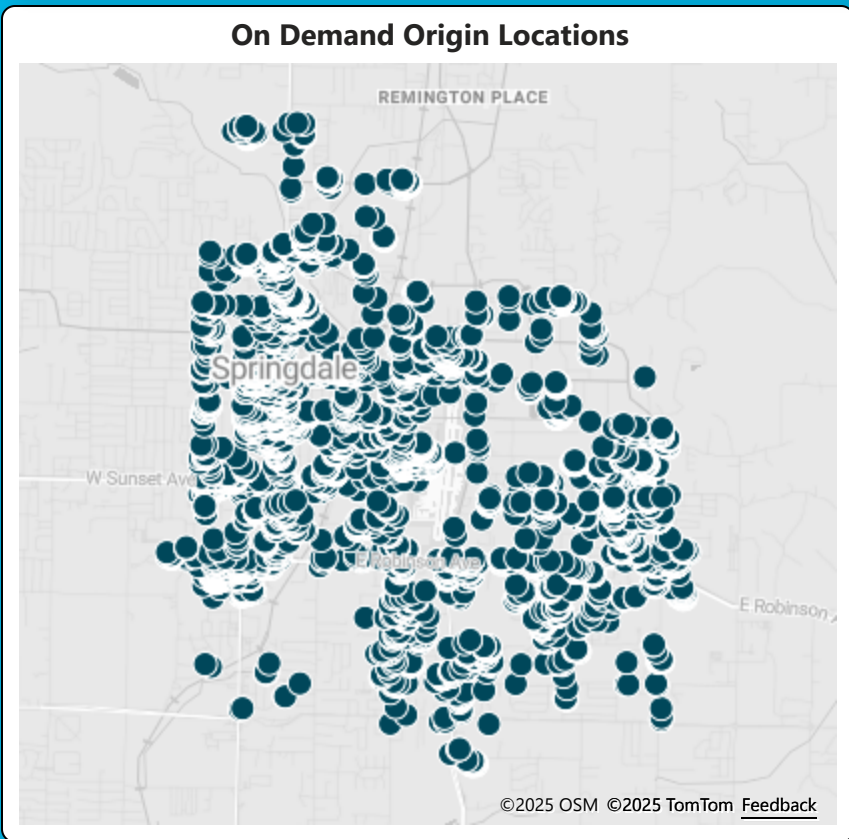 On Demand Origin Locations
REMINGTON PLACE
Springdale
W Sunset Ave
E Robinson Ave
E Robinson A
©2025 OSM ©2025 TomTom Feedback